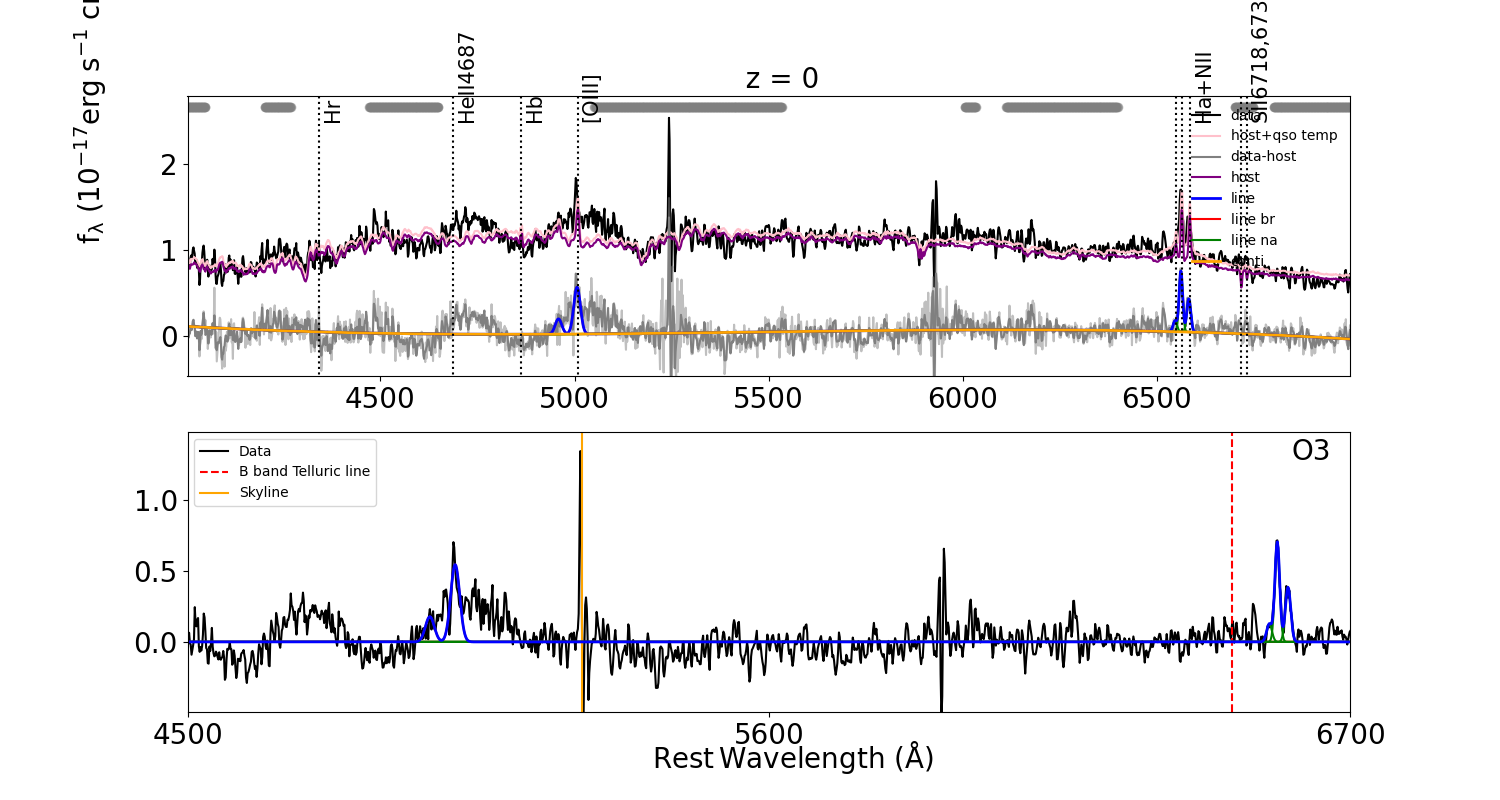 z = 0
fλ (10−17erg s−1 c
Hr
HeII4687
Hb
[OIII]
Ha+NII
SII6718,673
data
host+qso temp
data-host
host
line
line br
line na
conti
2
1
0
4500
5000
5500
6000
6500
O3
Data
B band Telluric line
Skyline
1.0
0.5
0.0
4500
5600
6700
Rest Wavelength (Å)